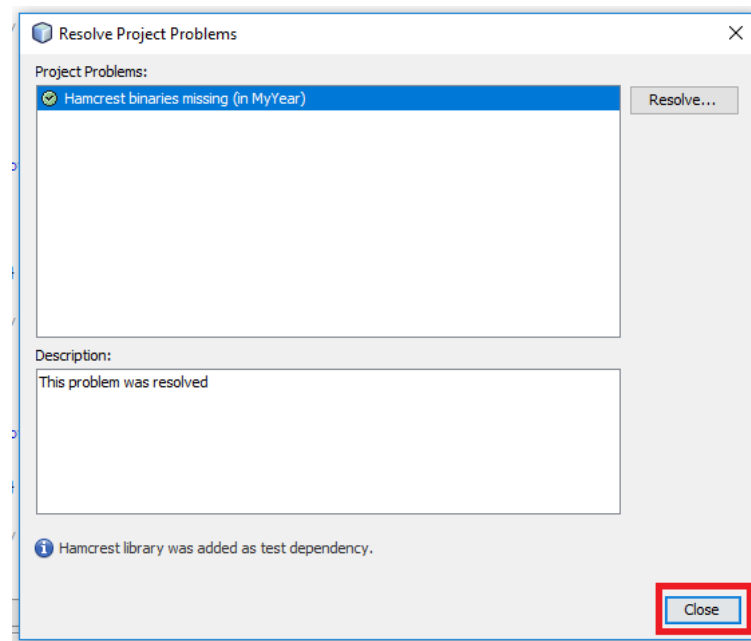 Resolve Project Problems
Project Problems:
Hamcrest binaries missing (in MyYear)
Resolve...
Description:
This problem was resolved
Hamcrest library was added as test dependency.
Close